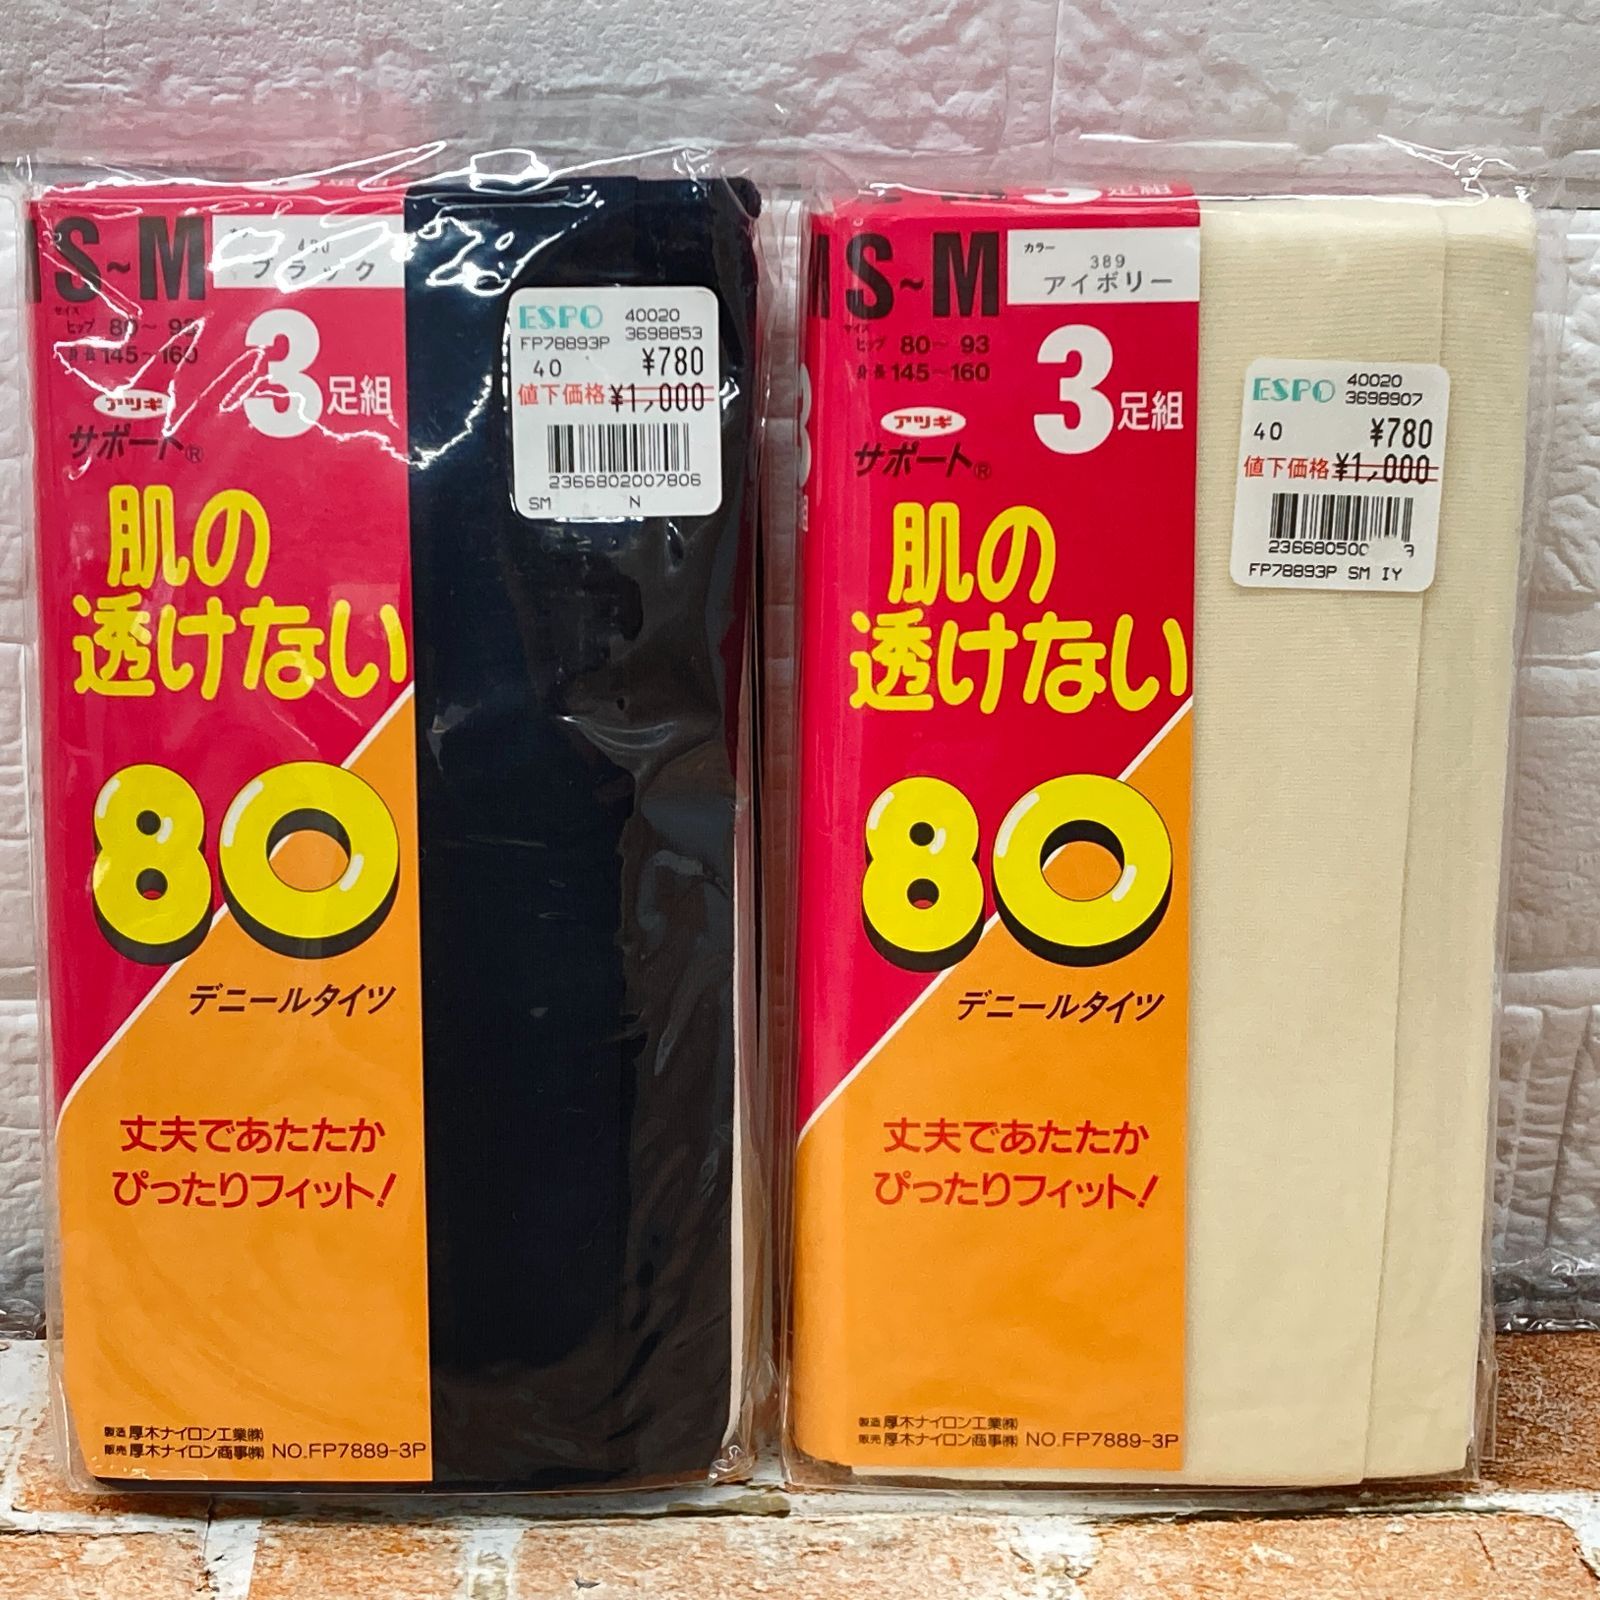 3足組
S~M
480
ブラック
サイズ
ヒップ 80~93
身長 145~160
3足組
アツギ
サポート®
肌の
透けない
80
デニールタイツ
丈夫であたたか
ぴったりフィット!
製造 厚木ナイロン工業㈱
販売 厚木ナイロン商事㈱ NO.FP7889-3P
ESPO 40020
FP78893P 3698853
40 ¥780
値下価格 ¥1,000
2366802007806
SM N
3足組
S~M
カラー
389
アイボリー
サイズ
ヒップ 80~93
身長 145~160
3足組
アツギ
サポート®
肌の
透けない
80
デニールタイツ
丈夫であたたか
ぴったりフィット!
製造 厚木ナイロン工業㈱
販売 厚木ナイロン商事㈱ NO.FP7889-3P
ESPO 40020
3698907
40 ¥780
値下価格 ¥1,000
FP78893P SM IY